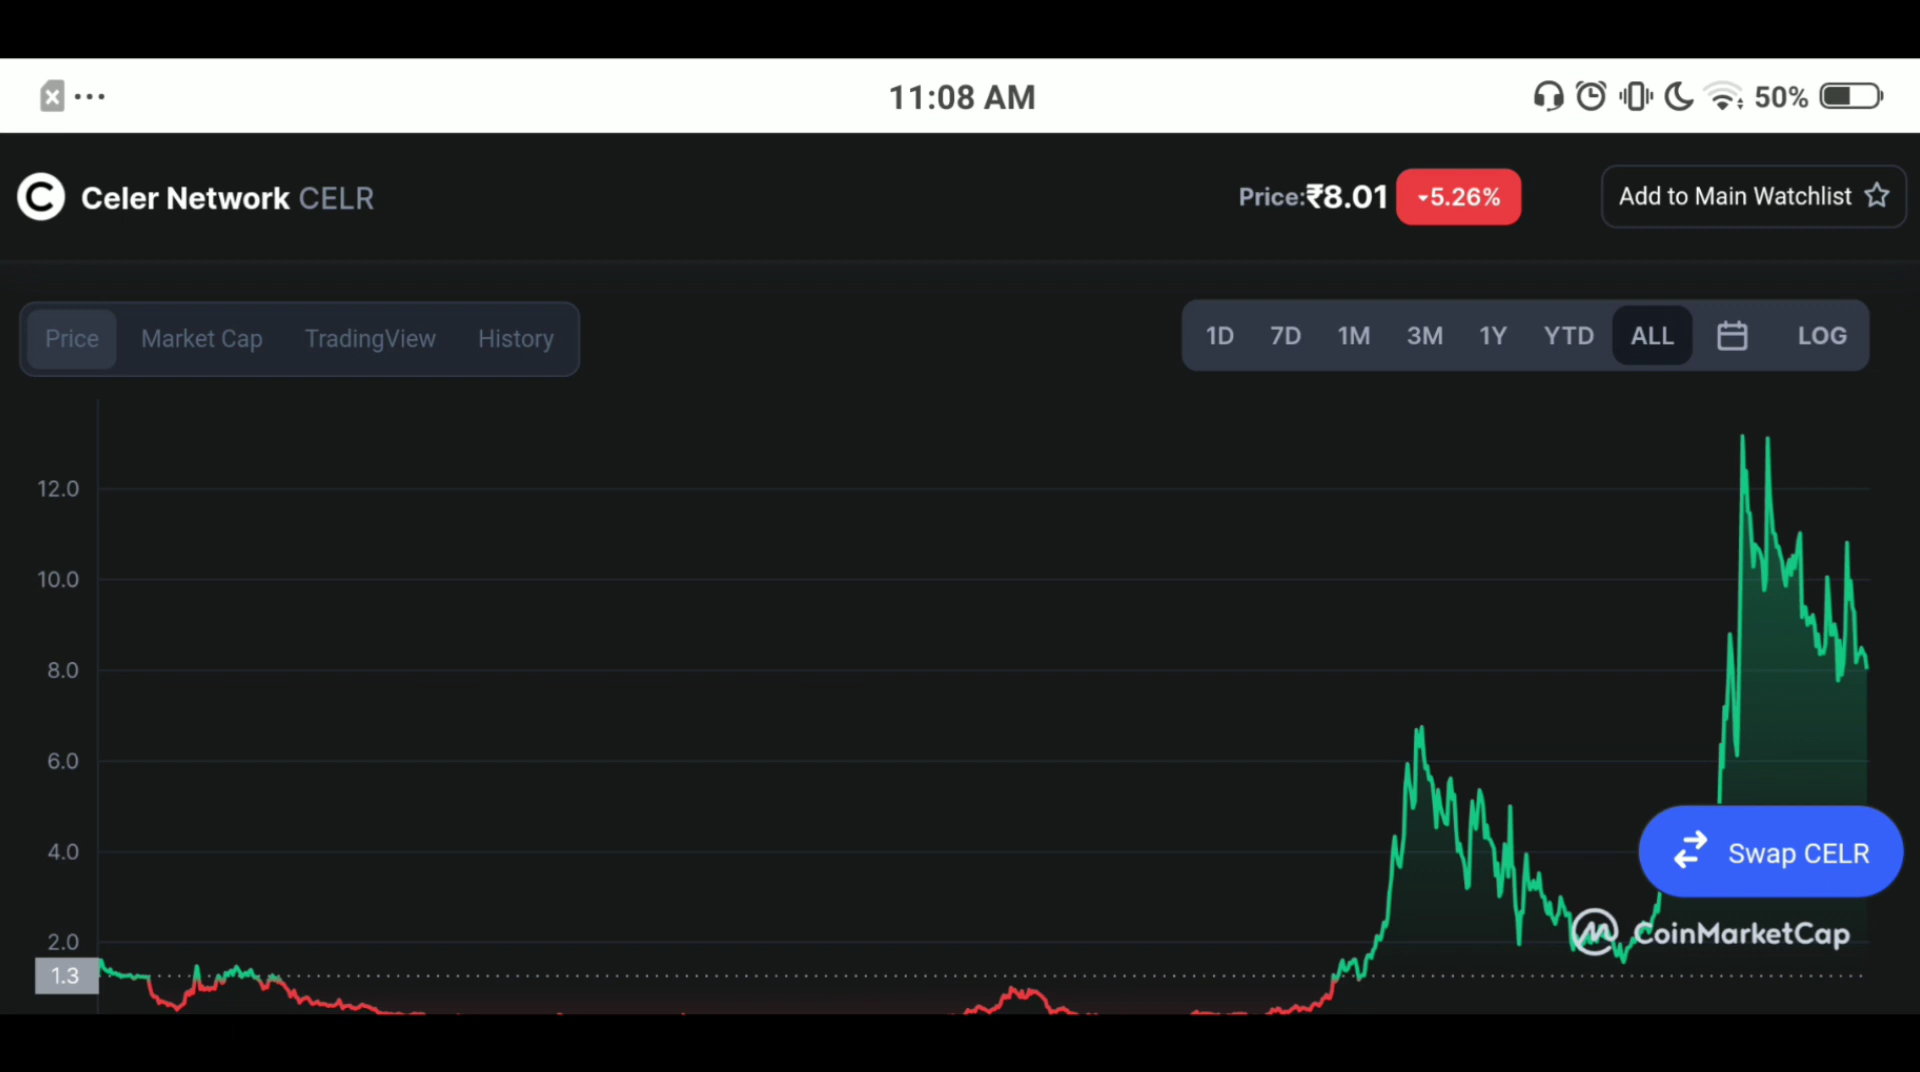 11:08 AM
50%
Celer Network CELR
Price:₹8.01
5.26%
Add to Main Watchlist
Price Market Cap TradingView History
1D 7D 1M 3M 1Y YTD ALL LOG
12.0
10.0
8.0
6.0
4.0
2.0
1.3
Swap CELR
CoinMarketCap